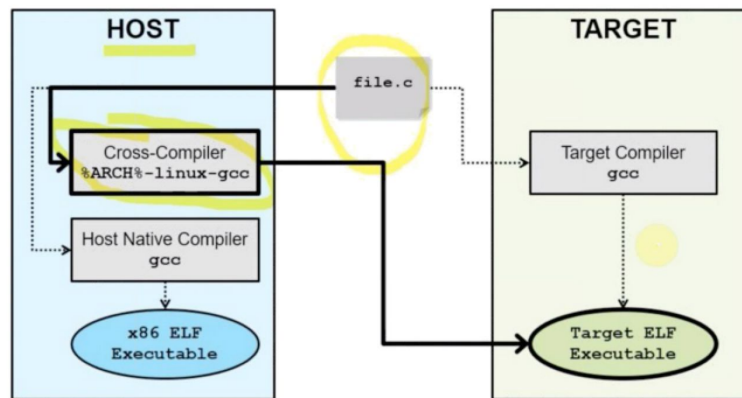 HOST
TARGET
file.c
Cross-Compiler
%ARCH%-linux-gcc
Target Compiler
gcc
Host Native Compiler
gcc
x86 ELF
Executable
Target ELF
Executable